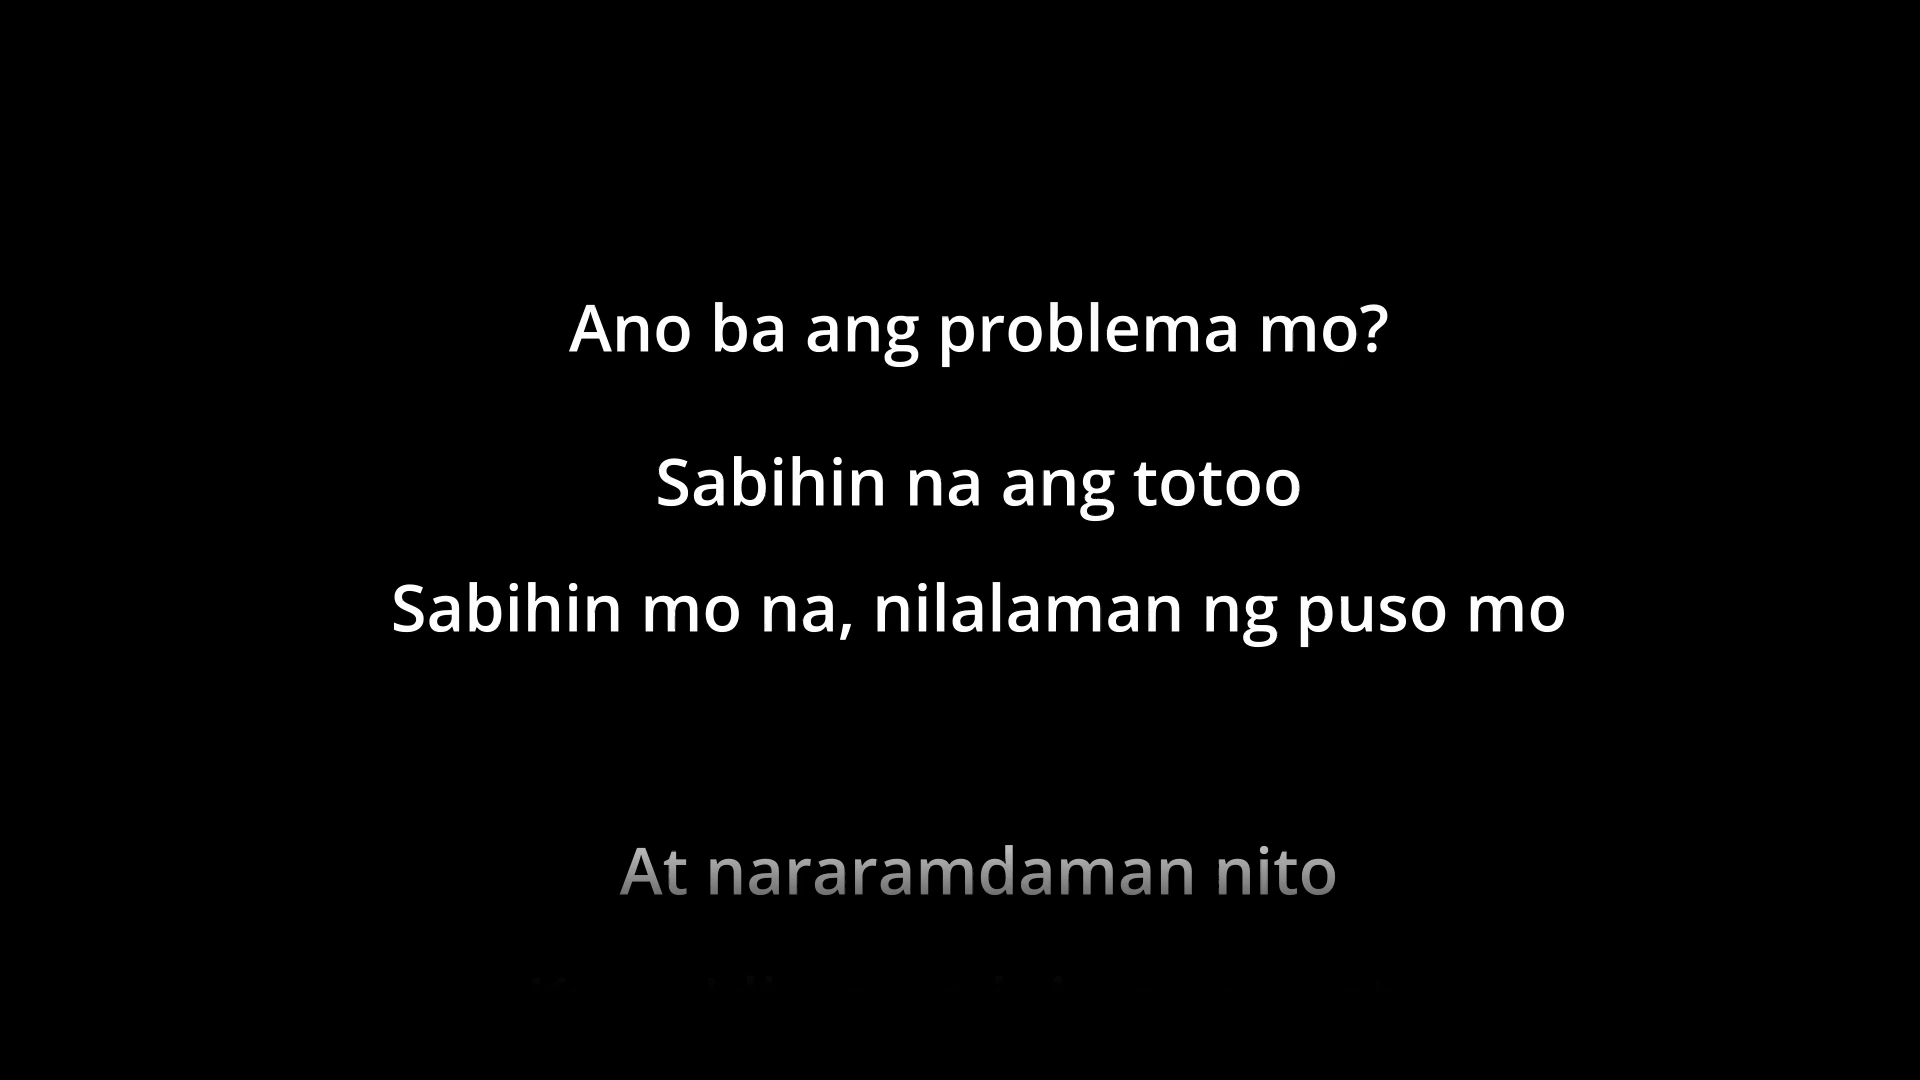 Ano ba ang problema mo?
Sabihin na ang totoo
Sabihin mo na, nilalaman ng puso mo
At nararamdaman nito